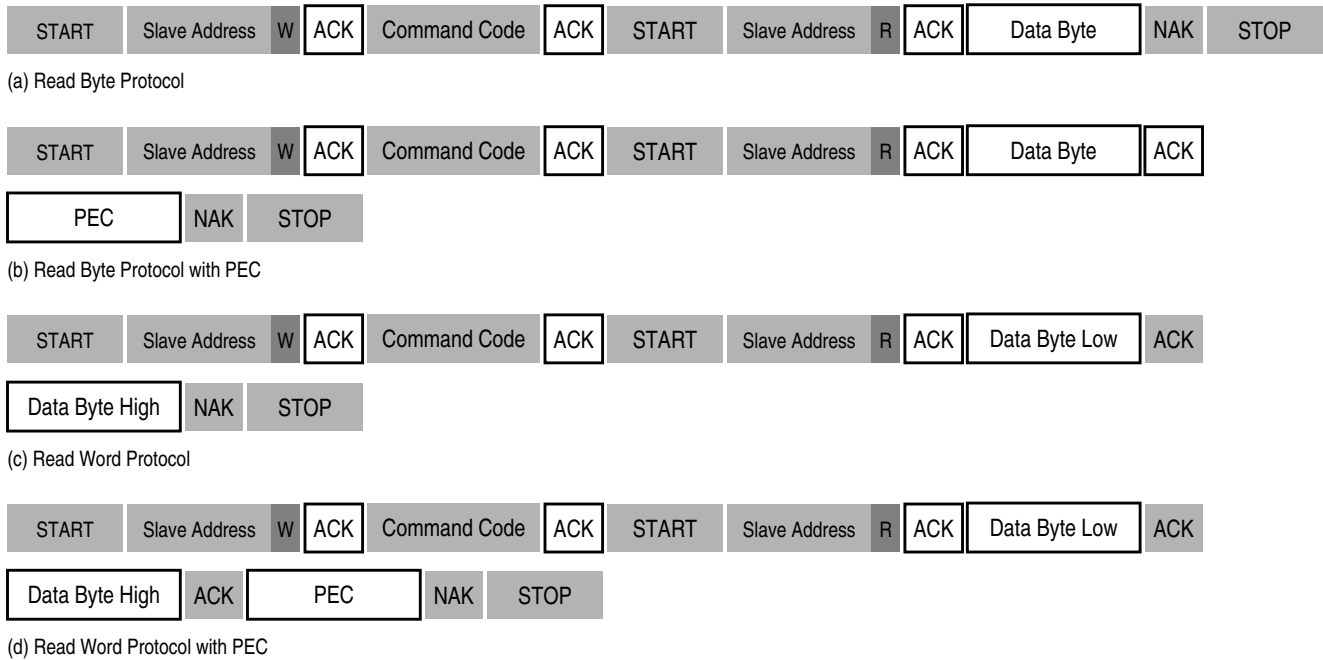 START Slave Address W ACK Command Code ACK START Slave Address R ACK Data Byte NAK STOP
(a) Read Byte Protocol
START Slave Address W ACK Command Code ACK START Slave Address R ACK Data Byte ACK
PEC NAK STOP
(b) Read Byte Protocol with PEC
START Slave Address W ACK Command Code ACK START Slave Address R ACK Data Byte Low ACK
Data Byte High NAK STOP
(c) Read Word Protocol
START Slave Address W ACK Command Code ACK START Slave Address R ACK Data Byte Low ACK
Data Byte High ACK PEC NAK STOP
(d) Read Word Protocol with PEC